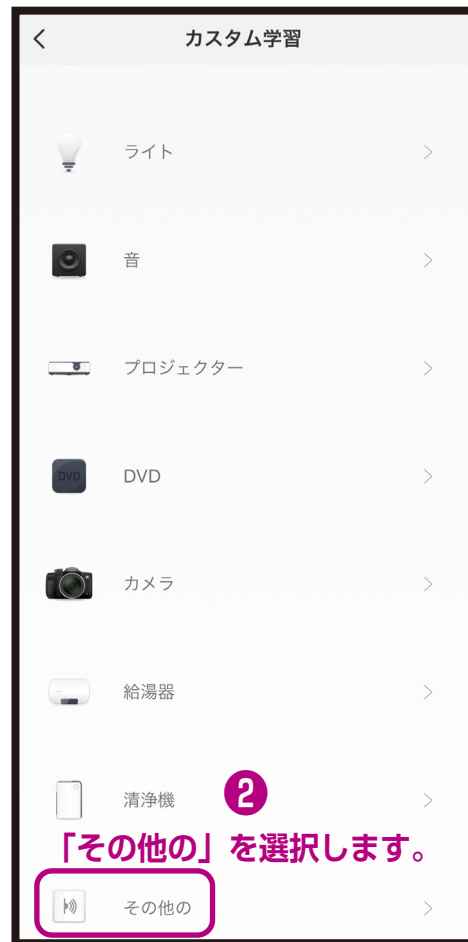 カスタム学習
ライト
音
プロジェクター
DVD
DVD
カメラ
給湯器
清浄機
❷
「その他の」を選択します。
その他の